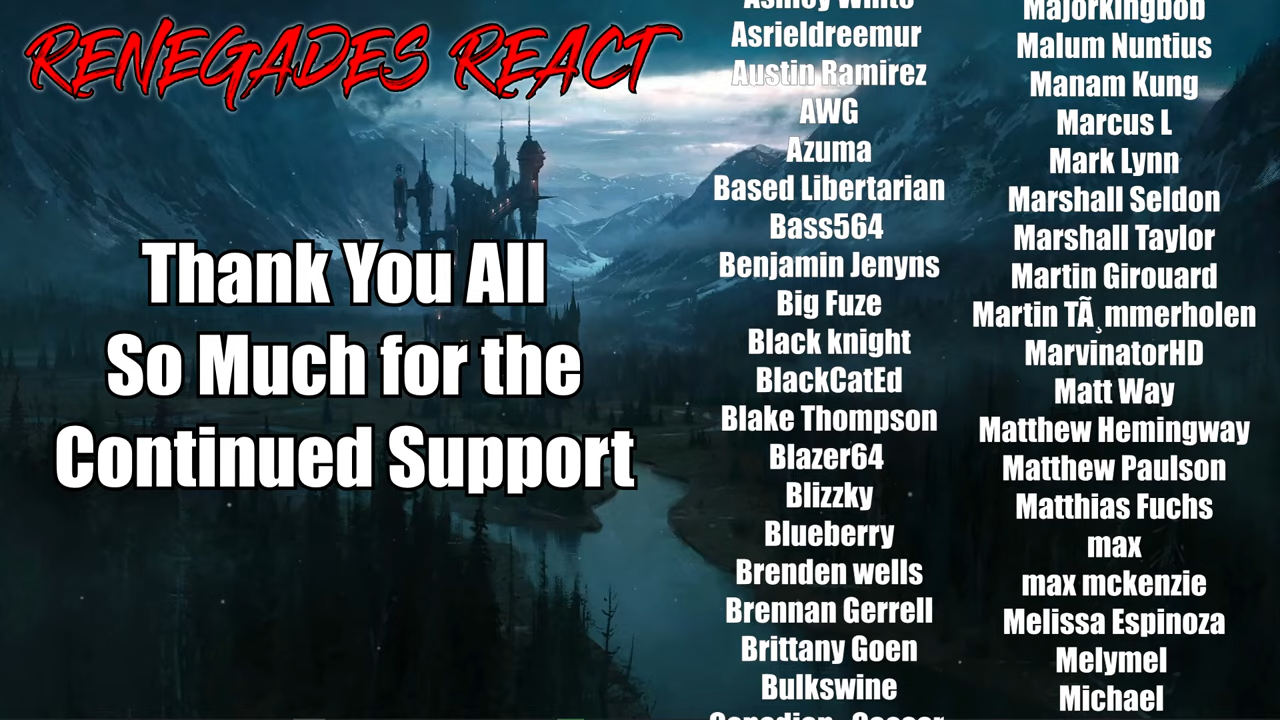 RENEGADES REACT
Thank You All
So Much for the
Continued Support
Ashley White
Asrieldreemur
Austin Ramirez
AWG
Azuma
Based Libertarian
Bass564
Benjamin Jenyns
Big Fuze
Black knight
BlackCatEd
Blake Thompson
Blazer64
Blizzky
Blueberry
Brenden wells
Brennan Gerrell
Brittany Goen
Bulkswine
Majorkingbob
Malum Nuntius
Manam Kung
Marcus L
Mark Lynn
Marshall Seldon
Marshall Taylor
Martin Girouard
Martin TÃ¸mmerholen
MarvinatorHD
Matt Way
Matthew Hemingway
Matthew Paulson
Matthias Fuchs
max
max mckenzie
Melissa Espinoza
Melymel
Michael